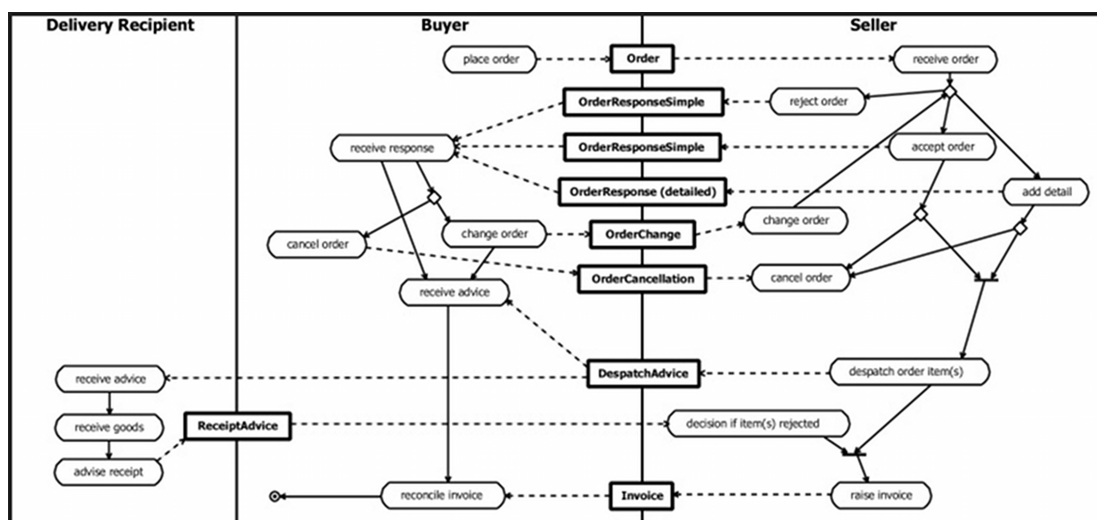 Delivery Recipient
Buyer
Seller
place order
Order
receive order
OrderResponseSimple
reject order
receive response
OrderResponseSimple
accept order
OrderResponse (detailed)
add detail
cancel order
change order
OrderChange
change order
receive advice
OrderCancellation
cancel order
receive advice
DespatchAdvice
despatch order item(s)
receive goods
ReceiptAdvice
decision if item(s) rejected
advise receipt
reconcile invoice
Invoice
raise invoice